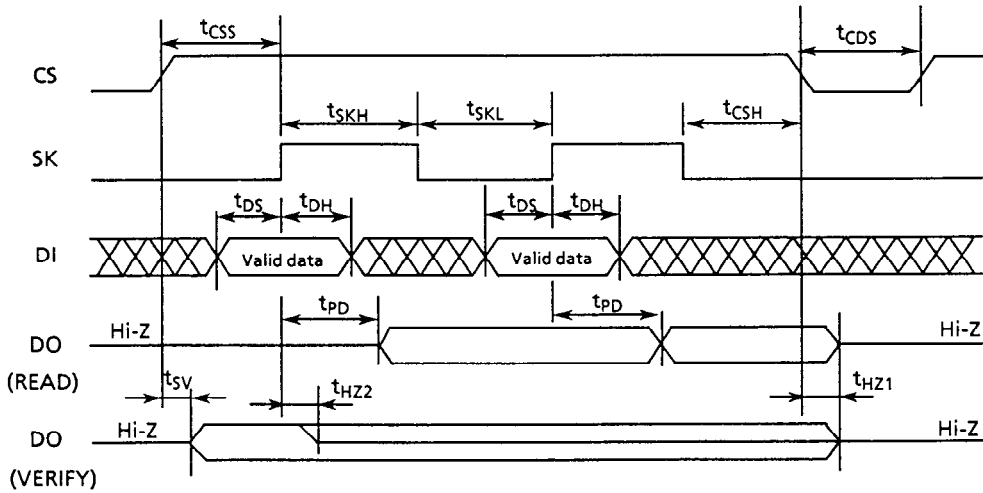 tCSS
tCDS
CS
tSKH
tSKL
tCSH
SK
tDS
tDH
tDS
tDH
DI
Valid data
Valid data
tPD
tPD
Hi-Z
Hi-Z
DO
(READ)
tSV
tHZ2
tHZ1
Hi-Z
Hi-Z
DO
(VERIFY)